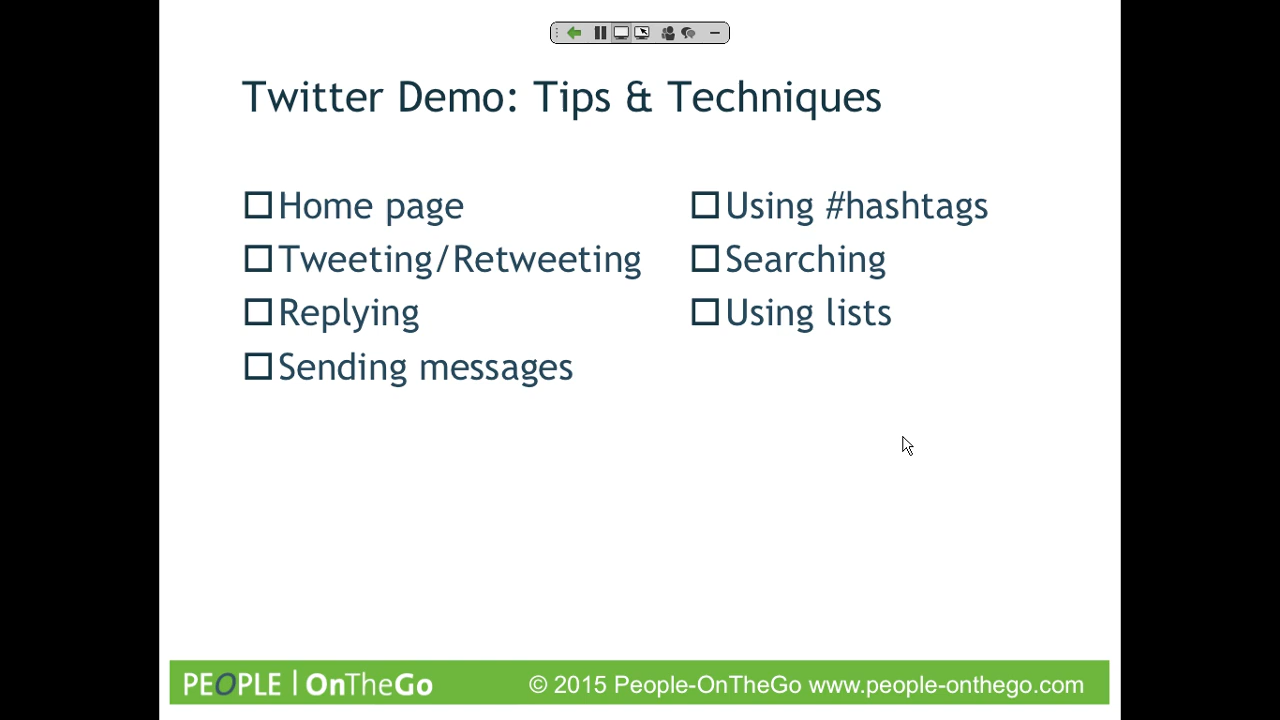 Twitter Demo: Tips & Techniques
Home page
Tweeting/Retweeting
Replying
Sending messages
Using #hashtags
Searching
Using lists
PEOPLE | OnTheGo
© 2015 People-OnTheGo www.people-onthego.com